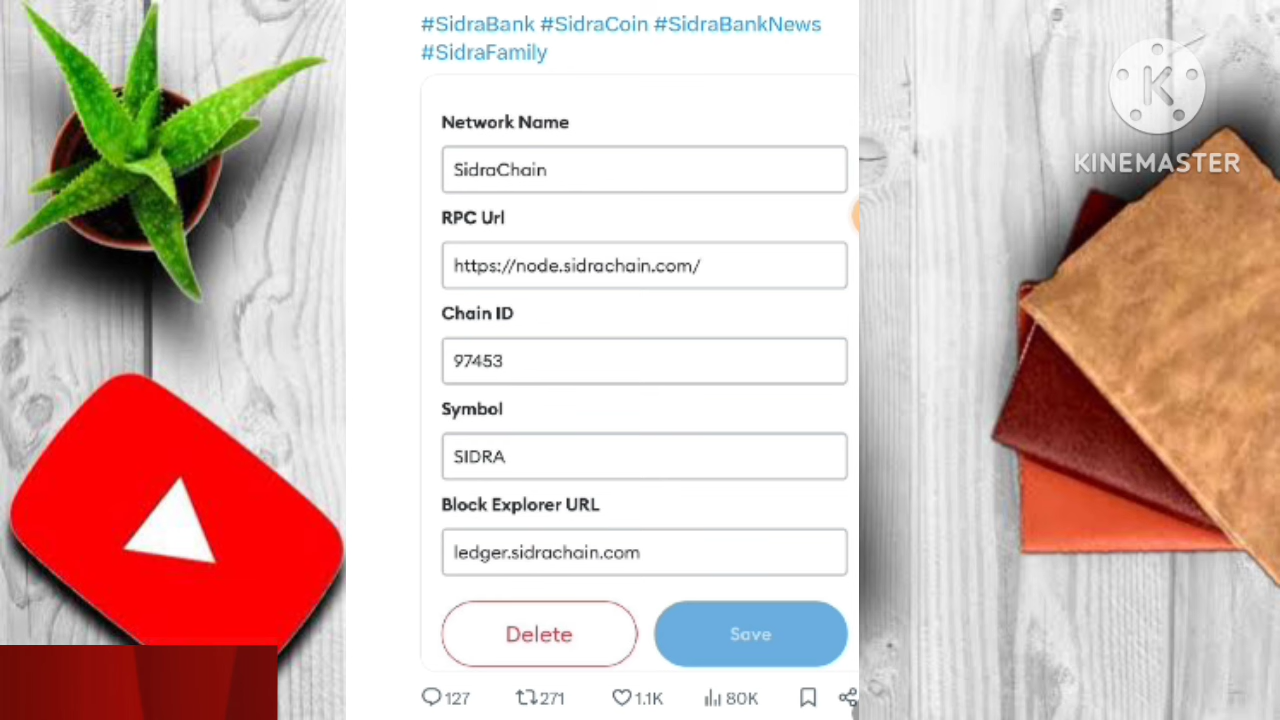 #SidraBank #SidraCoin #SidraBankNews
#SidraFamily
Network Name
SidraChain
RPC Url
https://node.sidrachain.com/
Chain ID
97453
Symbol
SIDRA
Block Explorer URL
ledger.sidrachain.com
Delete
Save
127
271
1.1K
80K
K
KINEMASTER